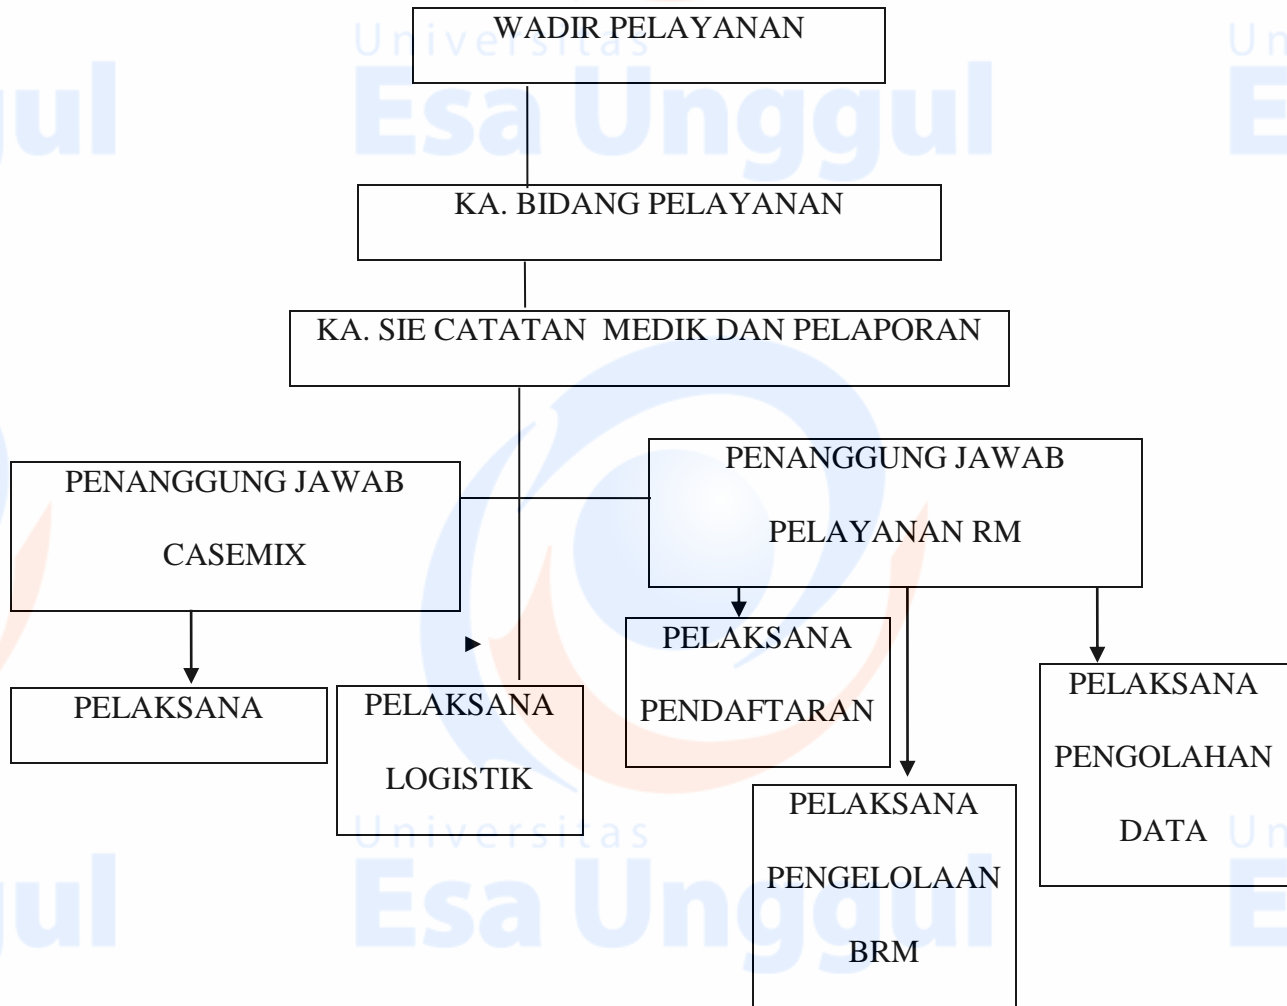 WADIR PELAYANAN
Universitas
Esa Unggul
KA. BIDANG PELAYANAN
KA. SIE CATATAN  MEDIK DAN PELAPORAN
PENANGGUNG JAWAB
CASEMIX
PENANGGUNG JAWAB
PELAYANAN RM
PELAKSANA
PELAKSANA
LOGISTIK
PELAKSANA
PENDAFTARAN
PELAKSANA
PENGELOLAAN
BRM
PELAKSANA
PENGOLAHAN
DATA
Universitas
Esa Unggul